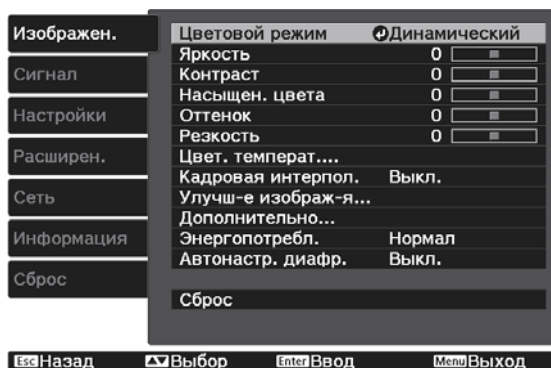 Изображен.
Сигнал
Настройки
Расширен.
Сеть
Информация
Сброс
Цветовой режим Динамический
Яркость 0
Контраст 0
Насыщен. цвета 0
Оттенок 0
Резкость 0
Цвет. температ....
Кадровая интерпол. Выкл.
Улучш-е изображ-я...
Дополнительно...
Энергопотребл. Нормал
Автонастр. диафр. Выкл.
Сброс
Esc Назад Выбор Enter Ввод Menu Выход